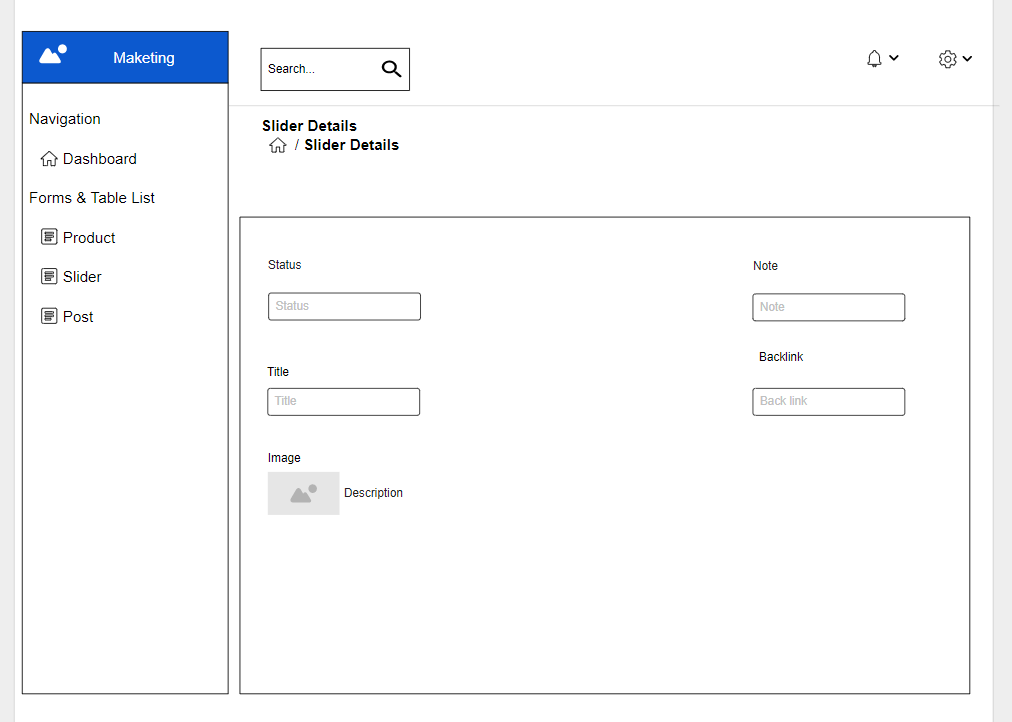 Maketing
Search...
Navigation
Dashboard
Forms & Table List
Product
Slider
Post
Slider Details
/ Slider Details
Status
Status
Note
Note
Title
Title
Backlink
Back link
Image
Description